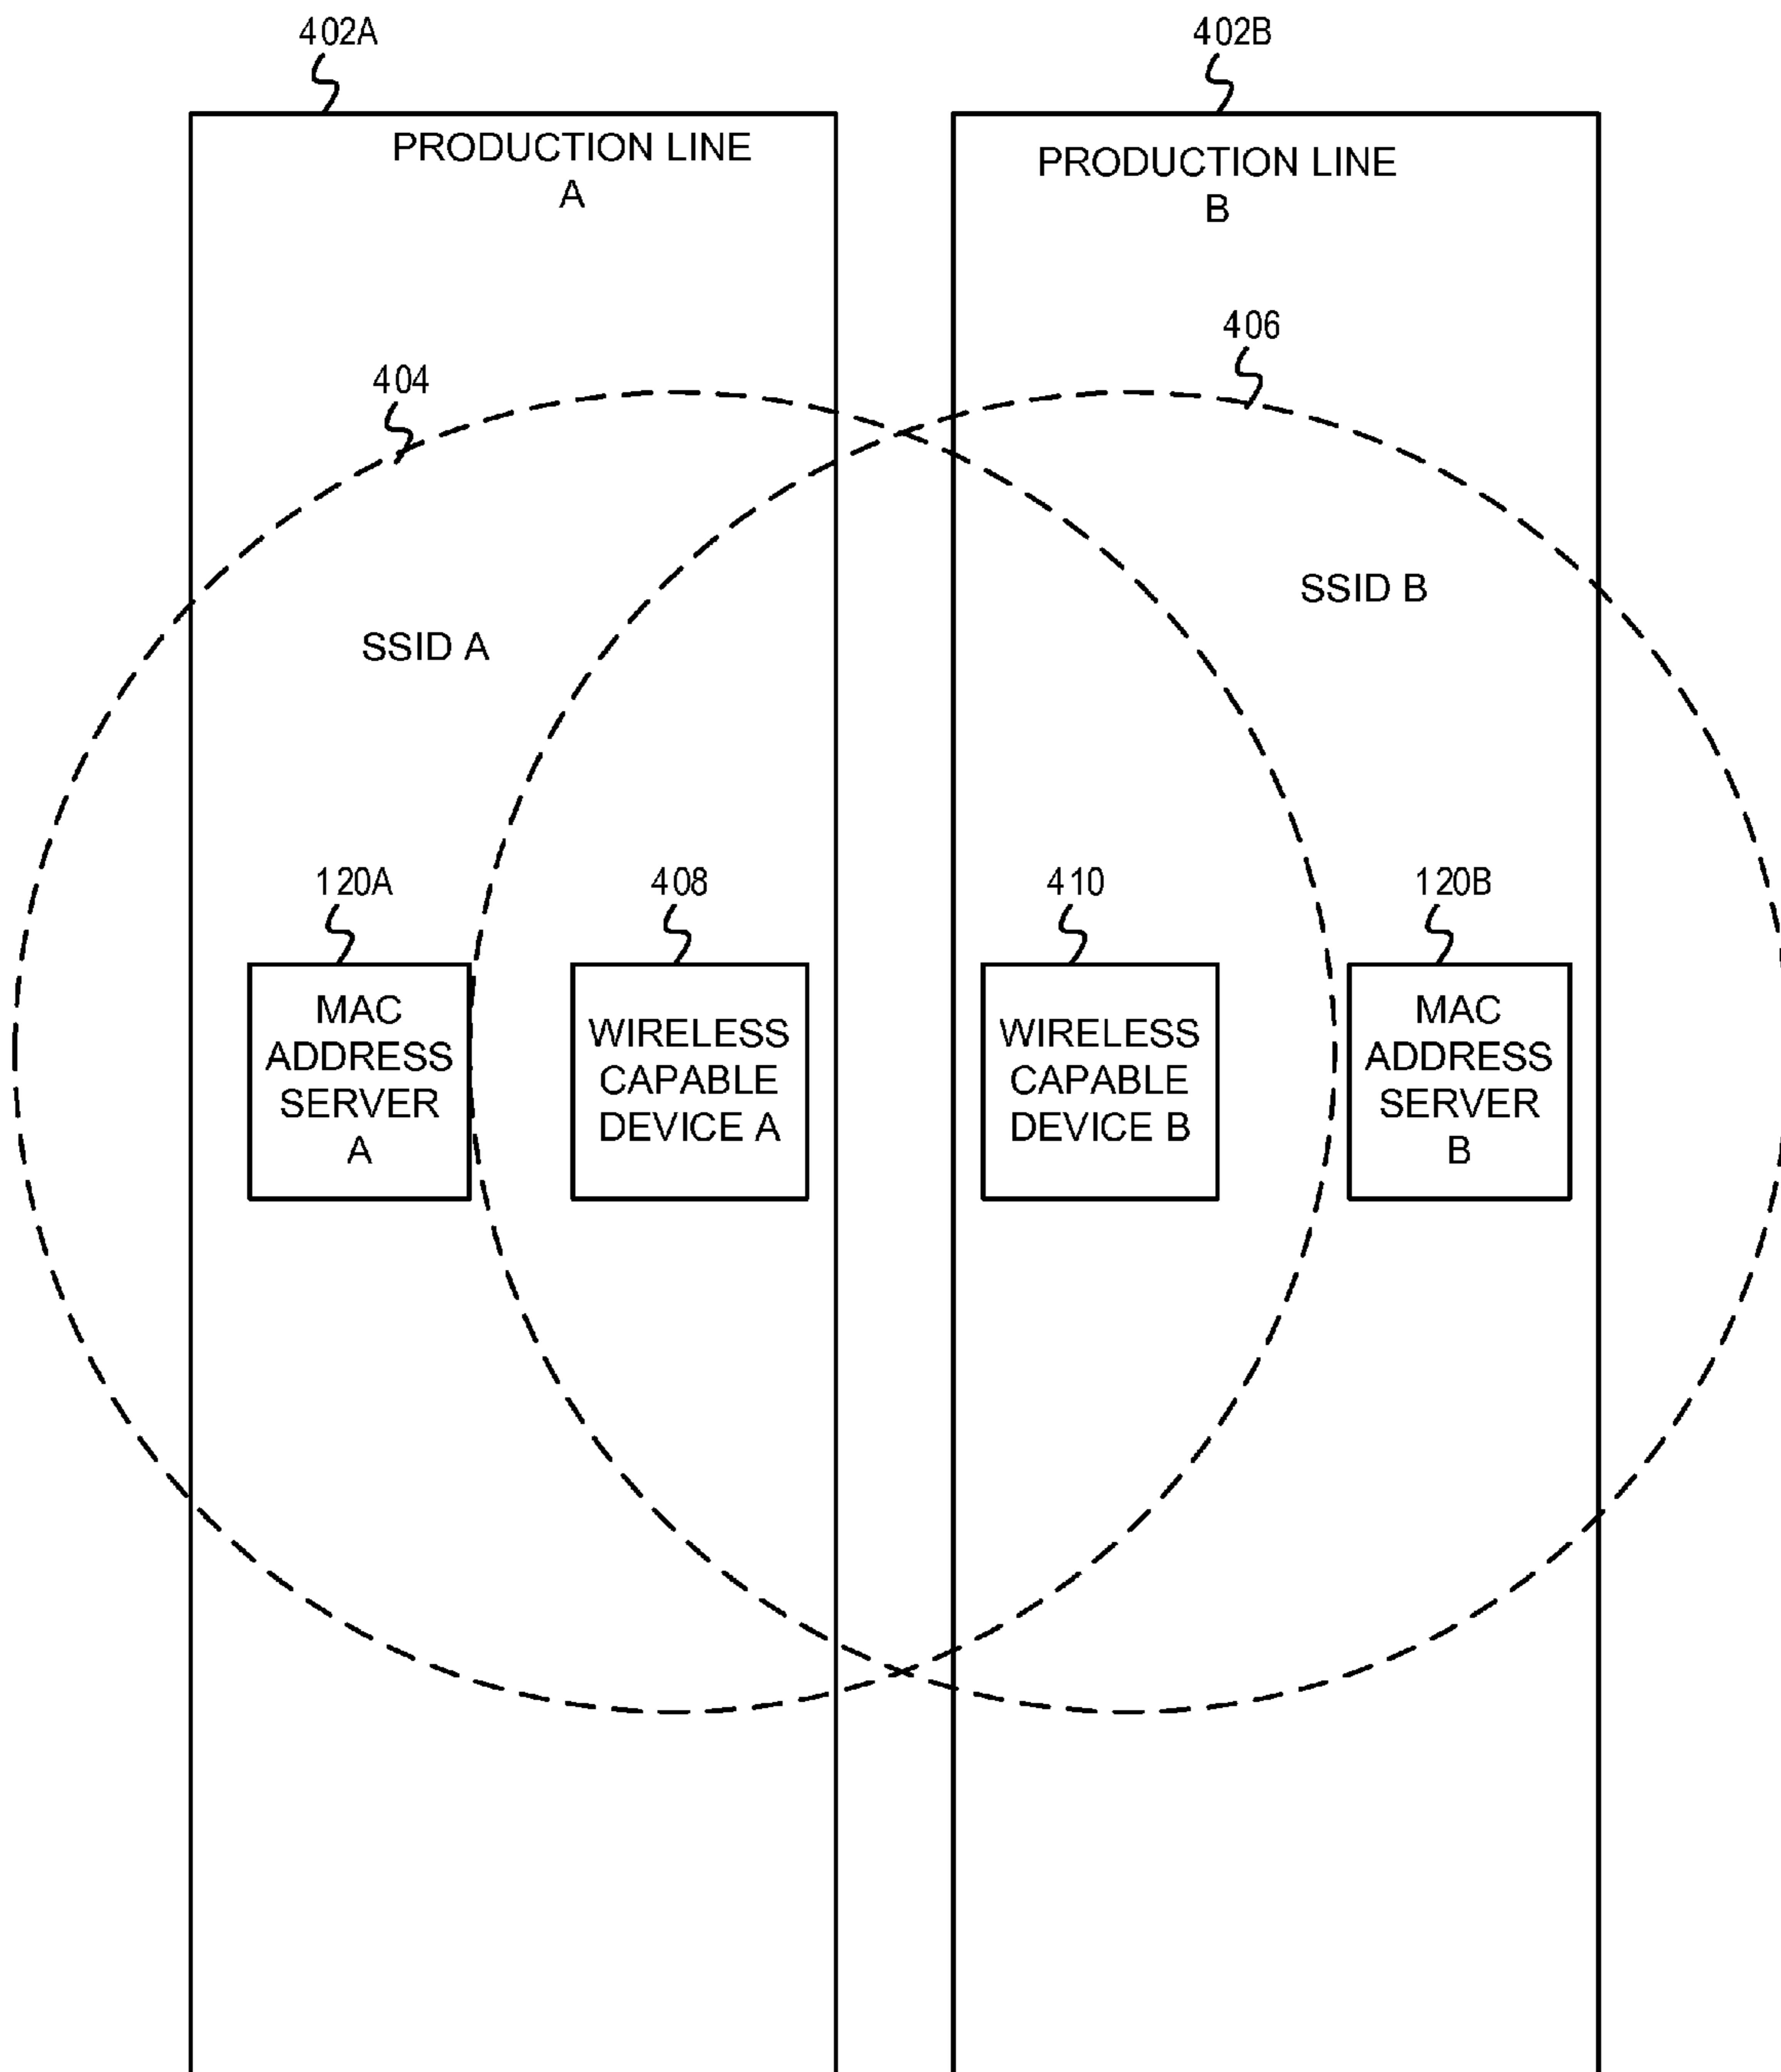 402A
402B
PRODUCTION LINE
A
PRODUCTION LINE
B
406
404
SSID B
SSID A
120A
408
410
120B
MAC
ADDRESS
SERVER
A
WIRELESS
CAPABLE
DEVICE A
WIRELESS
CAPABLE
DEVICE B
MAC
ADDRESS
SERVER
B